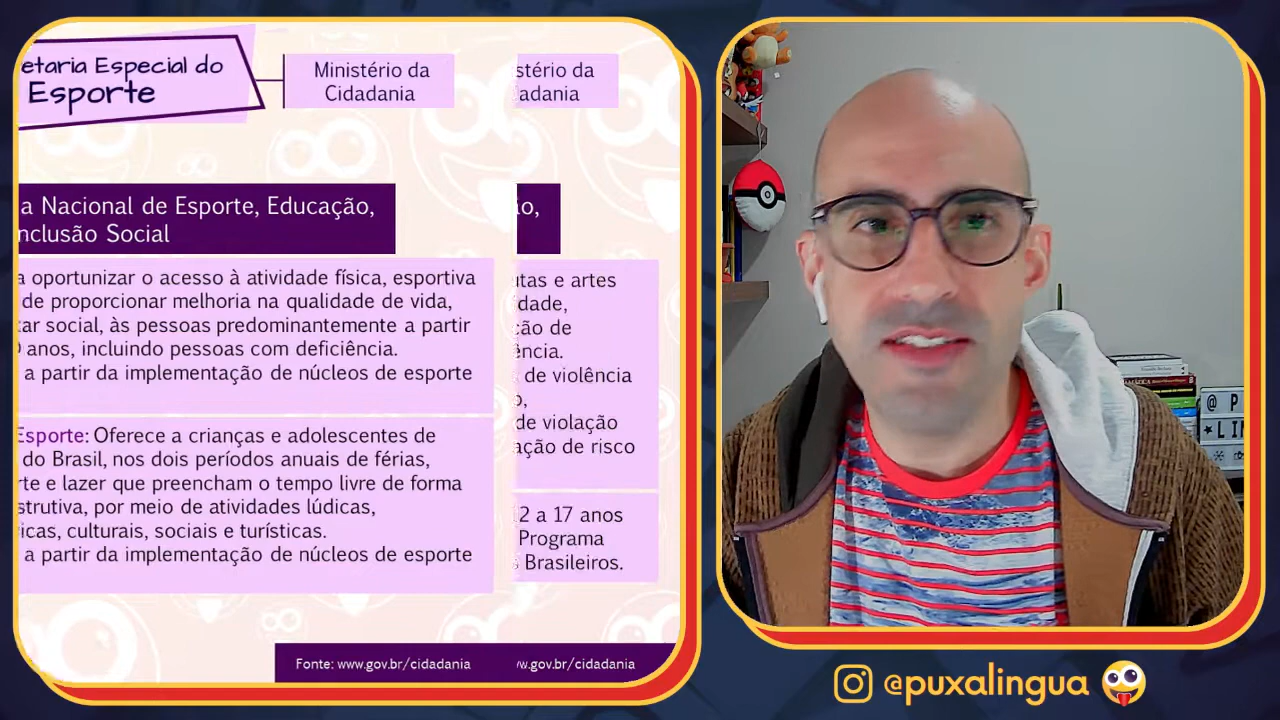 etaria Especial do
Esporte
Ministério da
Cidadania
stério da
adania
a Nacional de Esporte, Educação,
nclusão Social
ão,
a oportunizar o acesso à atividade física, esportiva
de proporcionar melhoria na qualidade de vida,
tar social, às pessoas predominantemente a partir
anos, incluindo pessoas com deficiência.
a partir da implementação de núcleos de esporte
utas e artes
dade,
ção de
ência.
de violência
o,
de violação
ação de risco
Esporte: Oferece a crianças e adolescentes de
do Brasil, nos dois períodos anuais de férias,
rte e lazer que preencham o tempo livre de forma
strutiva, por meio de atividades lúdicas,
icas, culturais, sociais e turísticas.
a partir da implementação de núcleos de esporte
12 a 17 anos
Programa
s Brasileiros.
Fonte: www.gov.br/cidadania
w.gov.br/cidadania
@ P
LIN
@puxalingua